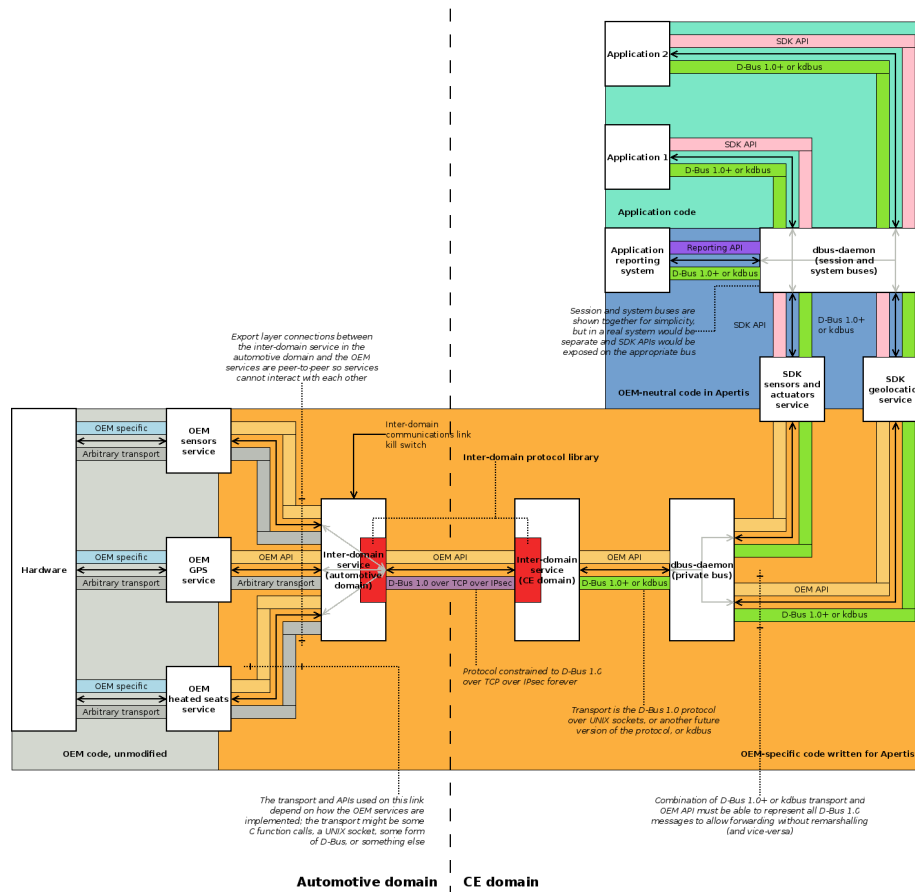 SDK API
Application 2
D-Bus 1.0+ or kdbus
SDK API
Application 1
D-Bus 1.0+ or kdbus
Application code
Application
reporting
system
Reporting API
D-Bus 1.0+ or kdbus
dbus-daemon
(session and
system buses)
Session and system buses are
shown together for simplicity,
but in a real system would be
separate and SDK APIs would be
exposed on the appropriate bus
SDK API
D-Bus 1.0+
or kdbus
Export layer connections between
the inter-domain service in the
automotive domain and the OEM
services are peer-to-peer so services
cannot interact with each other
OEM-neutral code in Apertis
SDK
sensors and
actuators
service
SDK
geolocatio
service
OEM specific
Arbitrary transport
OEM
sensors
service
Inter-domain
communications link
kill switch
Inter-domain protocol library
Hardware
OEM specific
Arbitrary transport
OEM
GPS
service
OEM API
Arbitrary transport
Inter-domain
service
(automotive
domain)
OEM API
D-Bus 1.0 over TCP over IPsec
Inter-domain
service
(CE domain)
OEM API
D-Bus 1.0+ or kdbus
dbus-daemon
(private bus)
OEM API
D-Bus 1.0+ or kdbus
OEM specific
Arbitrary transport
OEM
heated seats
service
Protocol constrained to D-Bus 1.0
over TCP over IPsec forever
Transport is the D-Bus 1.0 protocol
over UNIX sockets, or another future
version of the protocol, or kdbus
OEM code, unmodified
OEM-specific code written for Apertis
The transport and APIs used on this link
depend on how the OEM services are
implemented; the transport might be some
C function calls, a UNIX socket, some form
of D-Bus, or something else
Combination of D-Bus 1.0+ or kdbus transport and
OEM API must be able to represent all D-Bus 1.0
messages to allow forwarding without remarshalling
(and vice-versa)
Automotive domain
CE domain